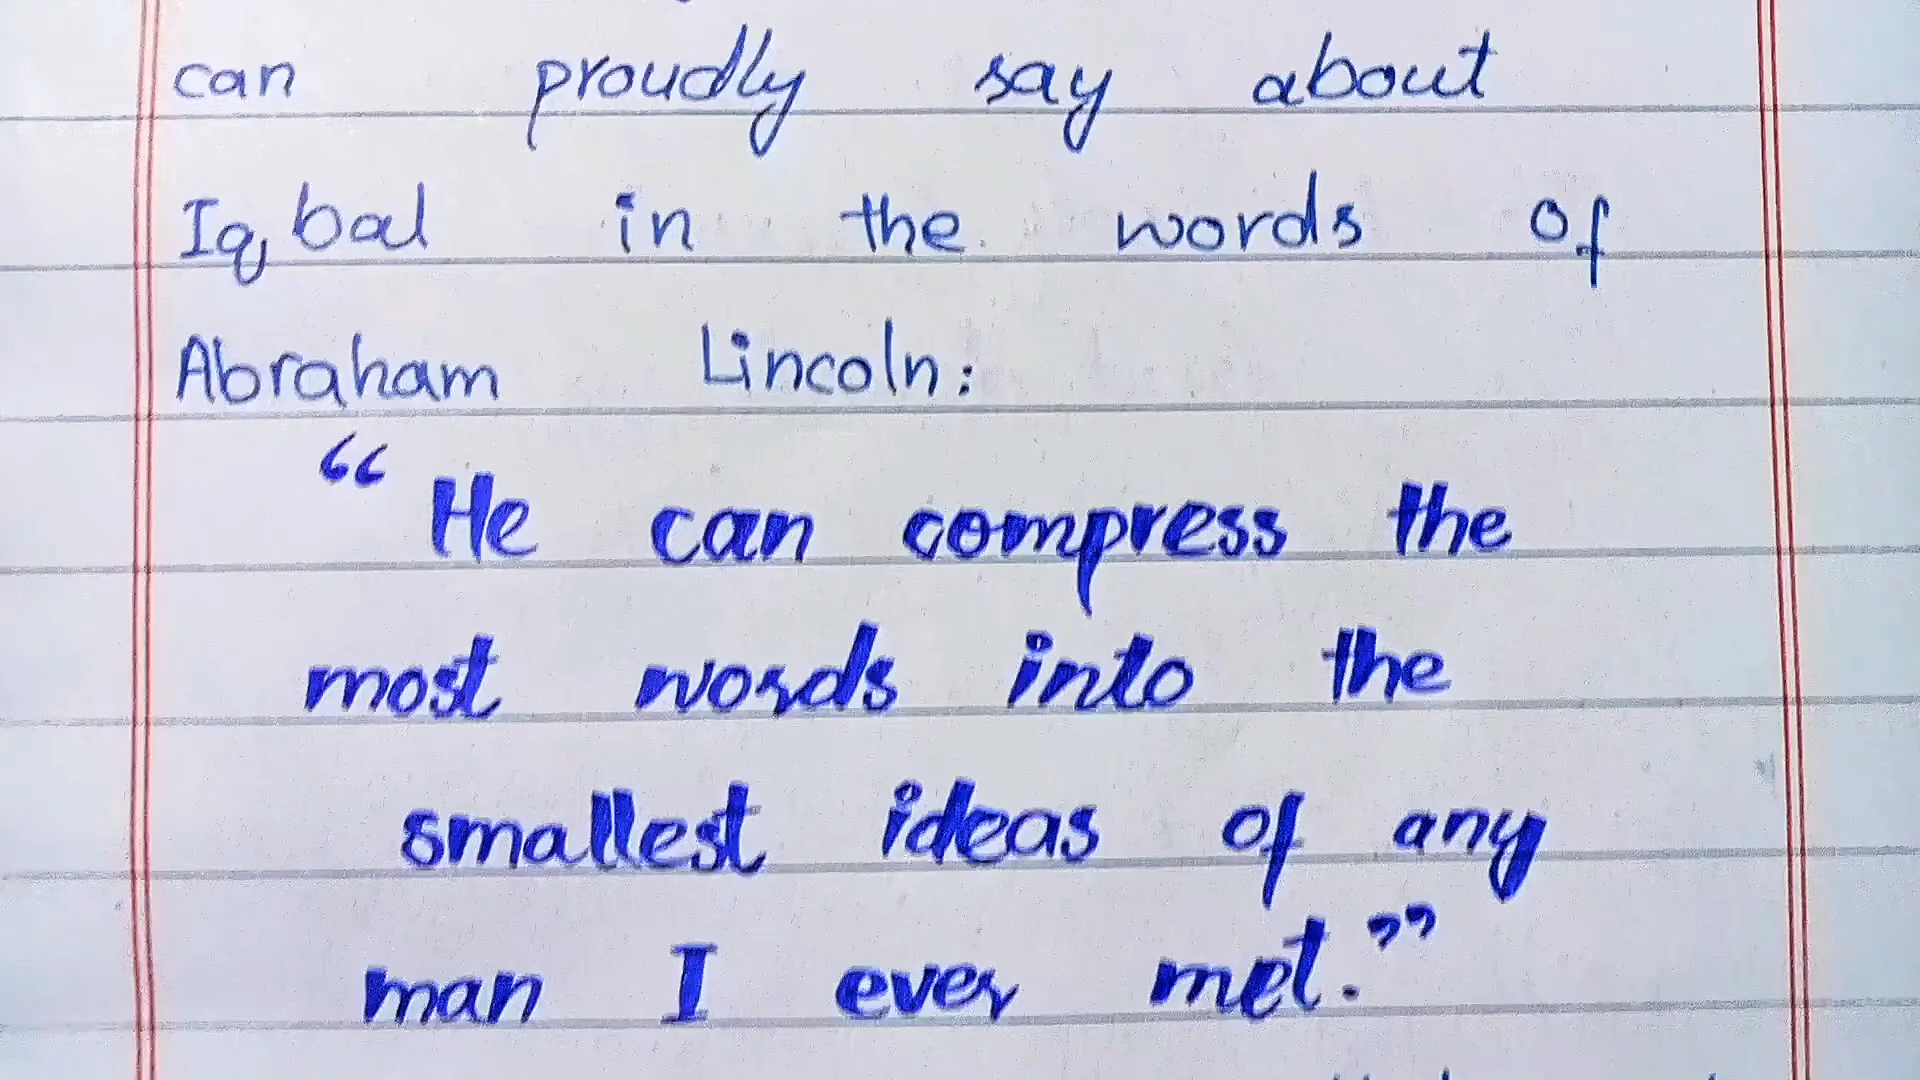 can proudly say about
Iqbal in the words of
Abraham Lincoln:
“He can compress the
most words into the
smallest ideas of any
man I ever met.”